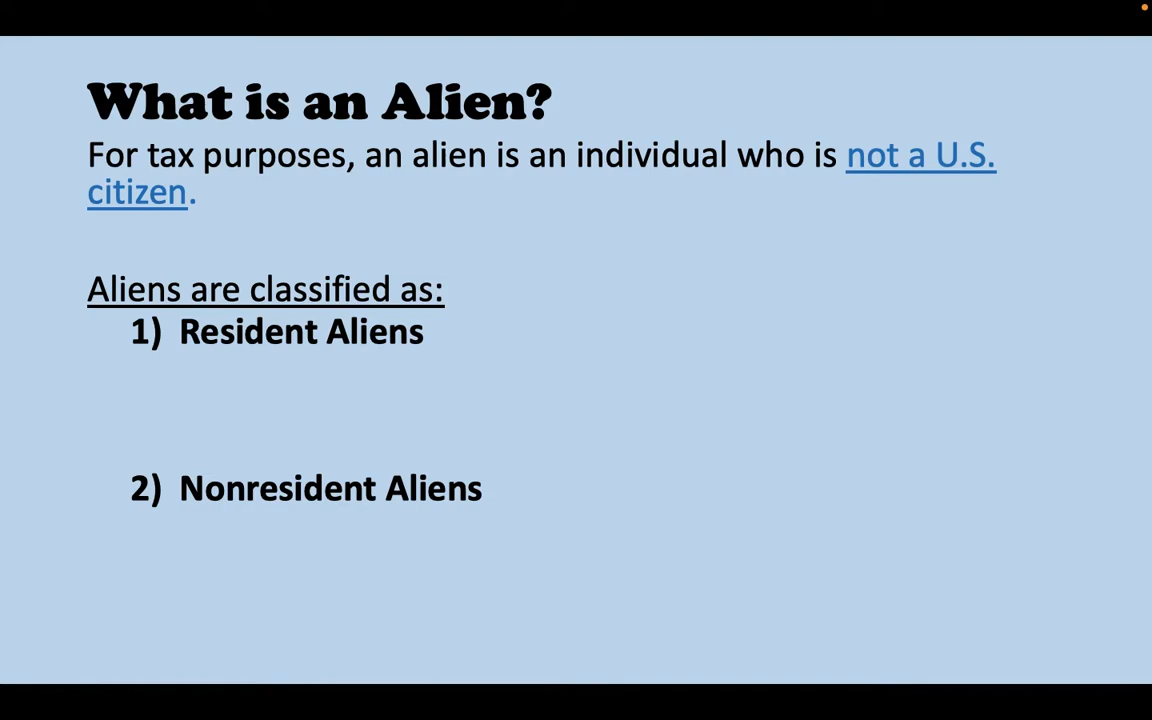 What is an Alien?
For tax purposes, an alien is an individual who is not a U.S.
citizen.
Aliens are classified as:
1) Resident Aliens
2) Nonresident Aliens